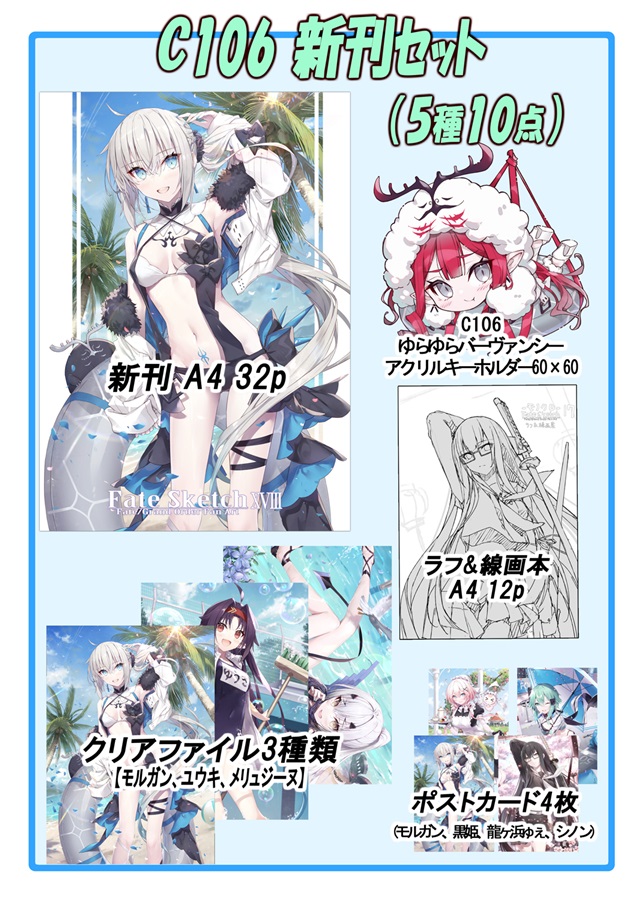 C106 新刊セット
(5種10点)
新刊 A4 32p
Fate Sketch XVIII
C106
ゆらゆらバーヴァンシー
アクリルキーホルダー60×60
ラフ&線画本
A4 12p
ゆうき
クリアファイル3種類
【モルガン、ユウキ、メリュジーヌ】
ポストカード4枚
(モルガン、黒姫、龍ヶ浜ゅえ、シノン)